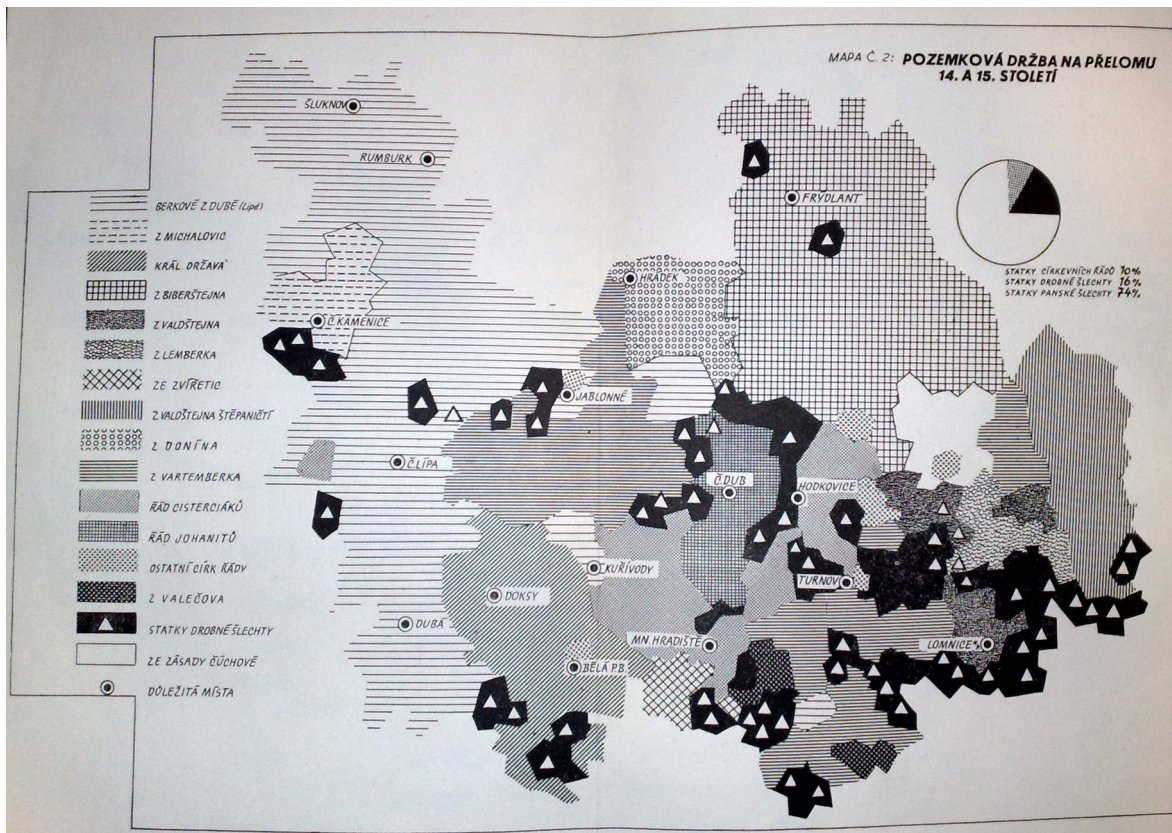 MAPA Č. 2: POZEMKOVÁ DRŽBA NA PŘELOMU
14. A 15. STOLETÍ
ŠLUKNOV
RUMBURK
FRÝDLANT
STATKY CÍRKEVNÍCH ŘÁDŮ 10%
STATKY DROBNÉ ŠLECHTY 16%
STATKY PANSKÉ ŠLECHTY 74%
BERKOVÉ Z DUBÉ (Lipé)
Z MICHALOVIC
KRÁL. DRŽAVA
Z BIBERŠTEJNA
Z VALDŠTEJNA
Z LEMBERKA
ZE ZVÍŘETIC
Z VALDŠTEJNA ŠTĚPANIČTÍ
Z DONÍNA
Z VARTEMBERKA
ŘÁD CISTERCIÁKŮ
ŘÁD JOHANITŮ
OSTATNÍ CÍRK. ŘÁDY
Z VALEČOVA
STATKY DROBNÉ ŠLECHTY
ZE ZÁSADY ČÚCHOVÉ
DŮLEŽITÁ MÍSTA
HRÁDEK
Č. KAMENICE
JABLONNÉ
Č. LÍPA
Č. DUB
HODKOVICE
KUŘÍVODY
TURNOV
DOKSY
DUBÁ
MN. HRADIŠTĚ
LOMNICE
BĚLÁ P.B.